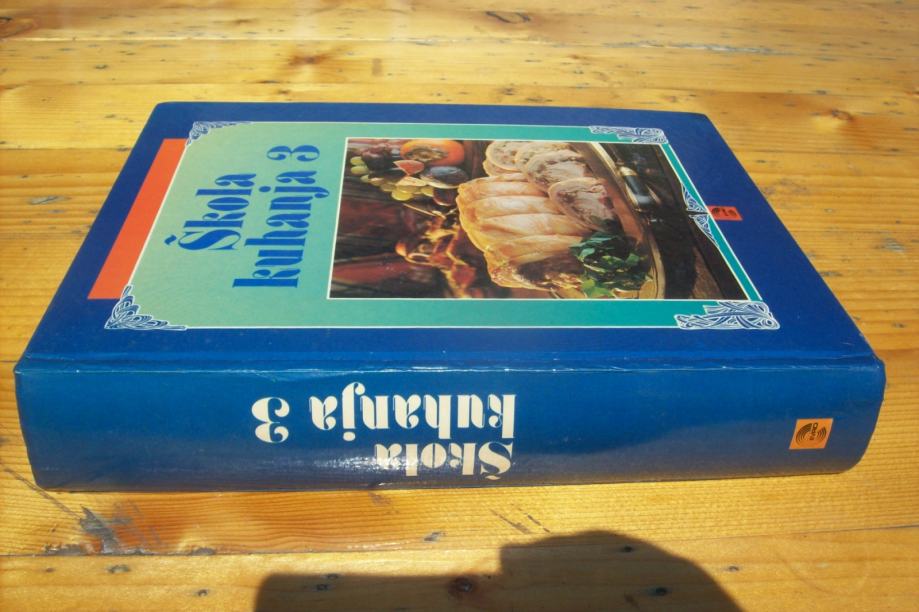 Škola
kuhanja 3
Škola
kuhanja
3